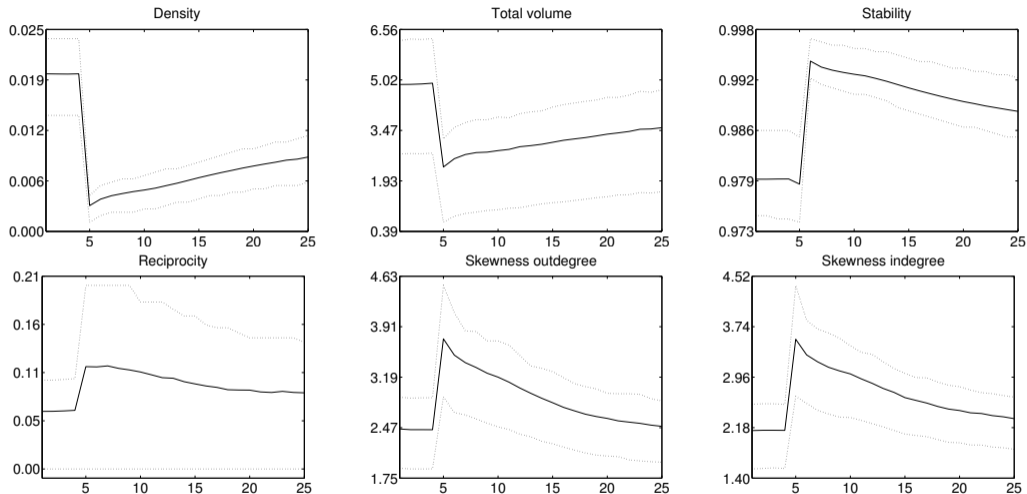 Density
0.025
0.019
0.012
0.006
0.000
5 10 15 20 25
Total volume
6.56
5.02
3.47
1.93
0.39
5 10 15 20 25
Stability
0.998
0.992
0.986
0.979
0.973
5 10 15 20 25
Reciprocity
0.21
0.16
0.11
0.05
0.00
5 10 15 20 25
Skewness outdegree
4.63
3.91
3.19
2.47
1.75
5 10 15 20 25
Skewness indegree
4.52
3.74
2.96
2.18
1.40
5 10 15 20 25